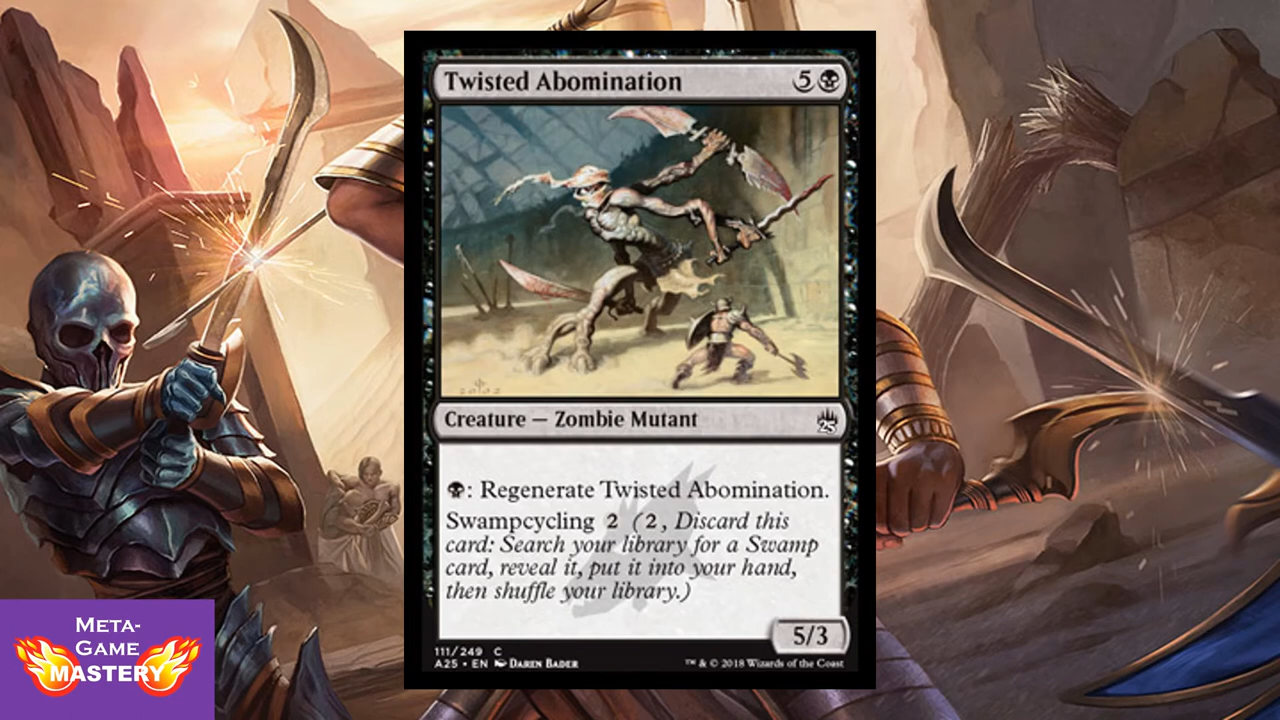 Twisted Abomination 5
Creature — Zombie Mutant
: Regenerate Twisted Abomination.
Swampcycling 2 (2, Discard this
card: Search your library for a Swamp
card, reveal it, put it into your hand,
then shuffle your library.)
5/3
111/249 C
A25 • EN Daren Bader
™ & © 2018 Wizards of the Coast
Meta-
Game
Mastery